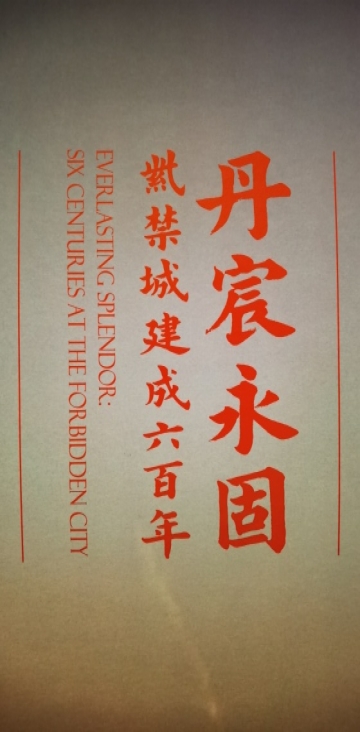 丹宸永固
紫禁城建成六百年
EVERLASTING SPLENDOR:
SIX CENTURIES AT THE FORBIDDEN CITY